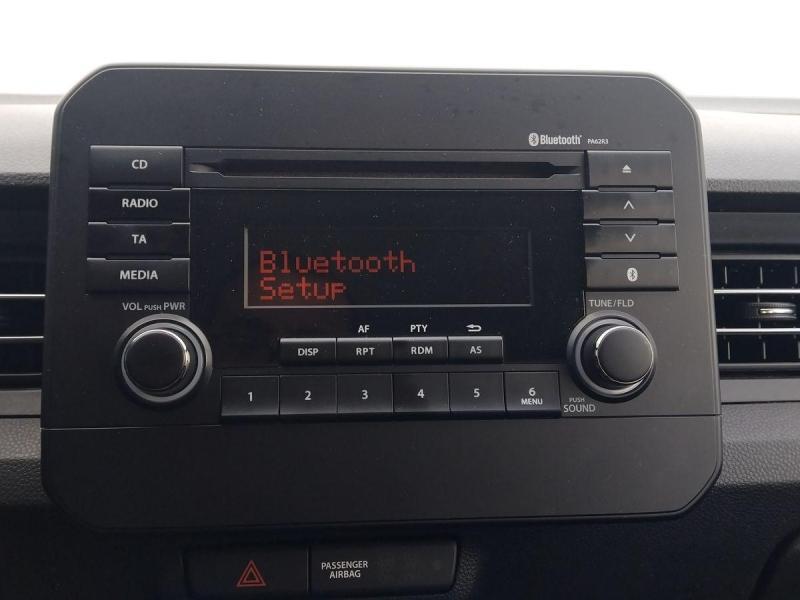 Bluetooth PA62R3
CD
RADIO
TA
MEDIA
Bluetooth
Setup
VOL PUSH PWR
TUNE/FLD
AF PTY
DISP RPT RDM AS
1 2 3 4 5 6
MENU
PUSH
SOUND
PASSENGER
AIRBAG